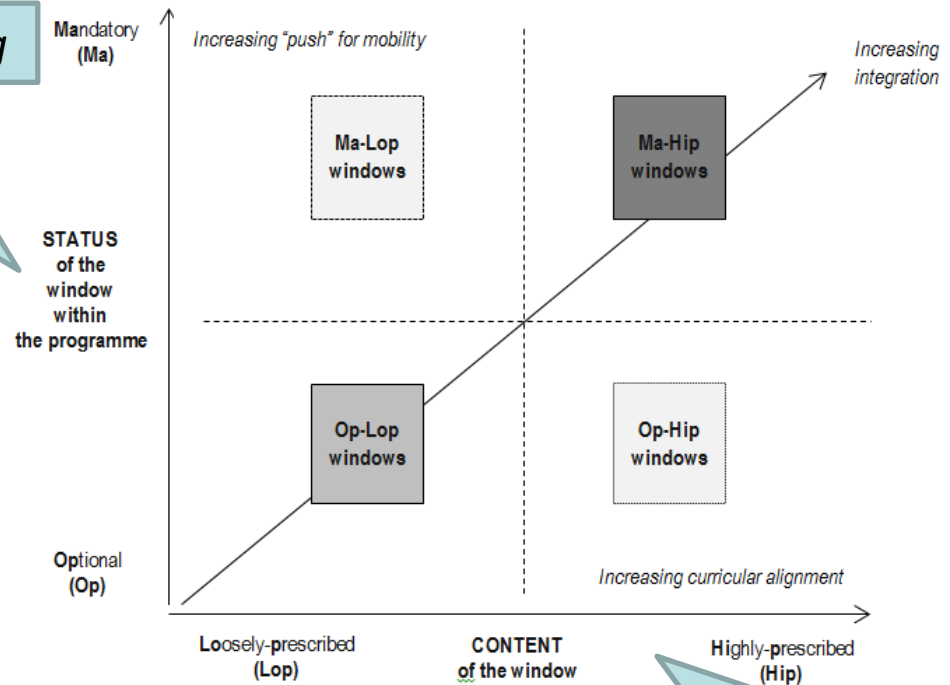 g
Mandatory
(Ma)
Increasing "push" for mobility
Increasing
integration
Ma-Lop
windows
Ma-Hip
windows
STATUS
of the
window
within
the programme
Op-Lop
windows
Op-Hip
windows
Optional
(Op)
Increasing curricular alignment
Loosely-prescribed
(Lop)
CONTENT
of the window
Highly-prescribed
(Hip)